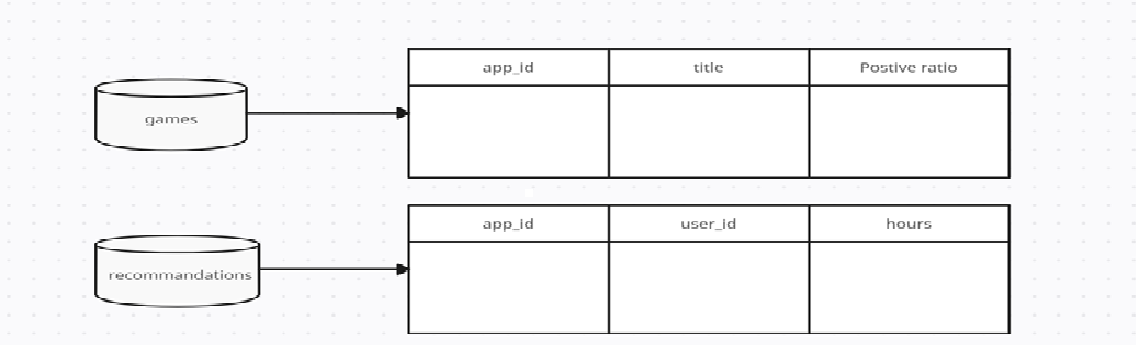 games
app_id title Postive ratio
recommandations
app_id user_id hours